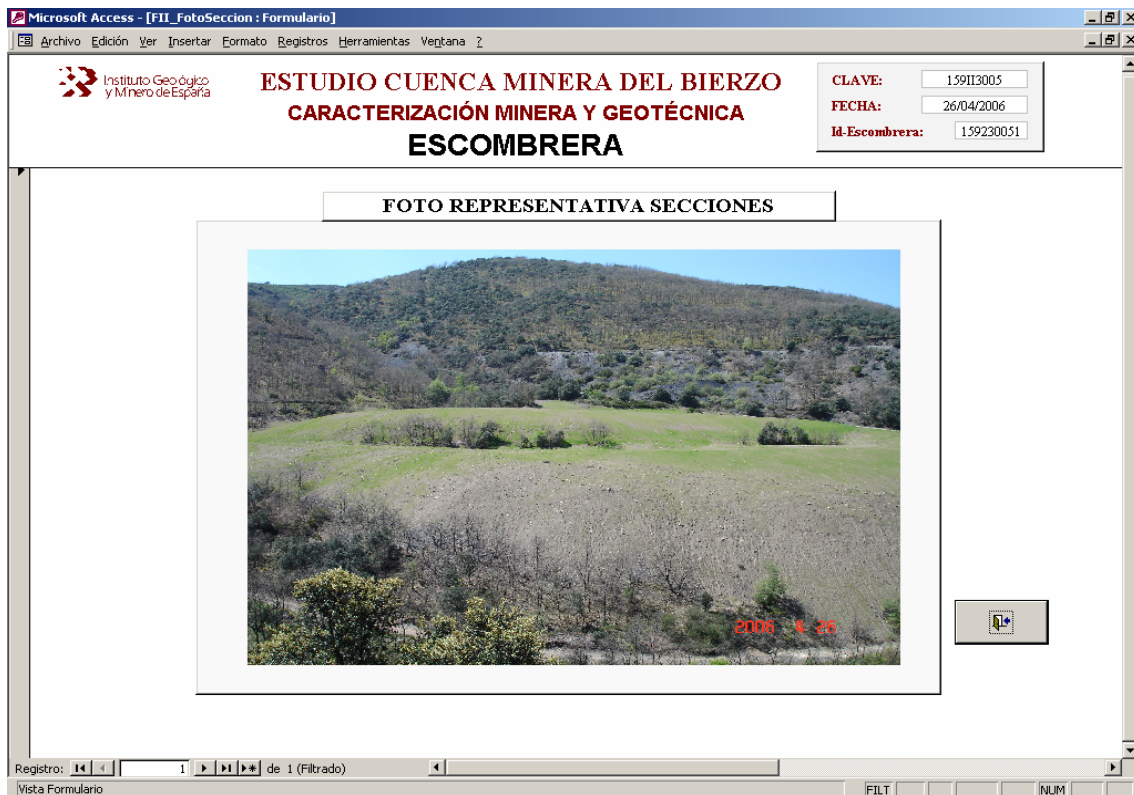 Microsoft Access - [FII_FotoSeccion : Formulario]
Archivo Edición Ver Insertar Formato Registros Herramientas Ventana ?
Instituto Geológico
y Minero de España
ESTUDIO CUENCA MINERA DEL BIERZO
CARACTERIZACIÓN MINERA Y GEOTÉCNICA
ESCOMBRERA
CLAVE: 159II3005
FECHA: 26/04/2006
Id-Escombrera: 159230051
FOTO REPRESENTATIVA SECCIONES
2006 4 26
Registro: 1 de 1 (Filtrado)
Vista Formulario FILT NUM